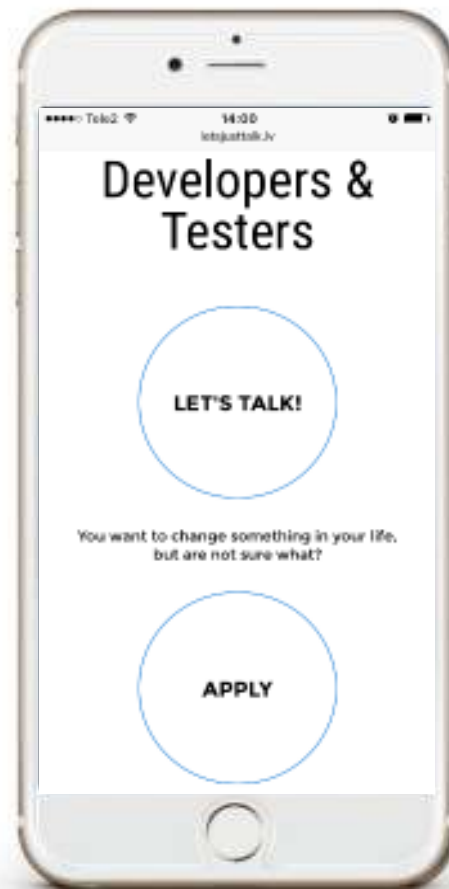 Tele2
14:00
letsjusttalk.lv
Developers &
Testers
LET'S TALK!
You want to change something in your life,
but are not sure what?
APPLY